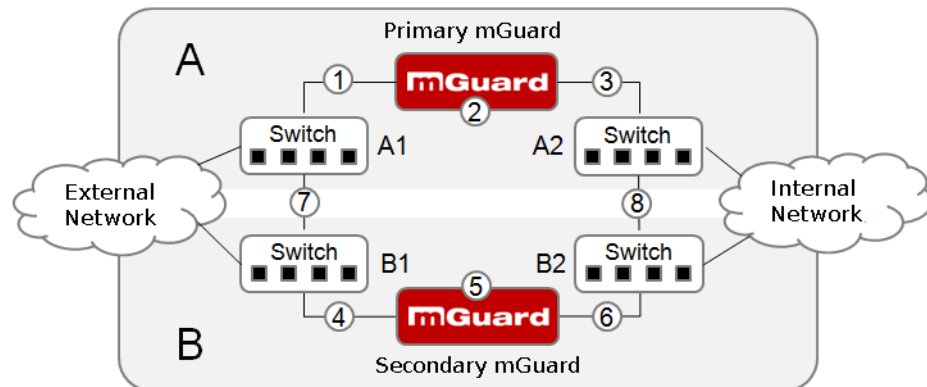 Primary mGuard
A
1
mGuard
3
2
Switch
A1
A2
Switch
External
Network
7
8
Internal
Network
Switch
B1
B2
Switch
5
4
mGuard
6
B
Secondary mGuard